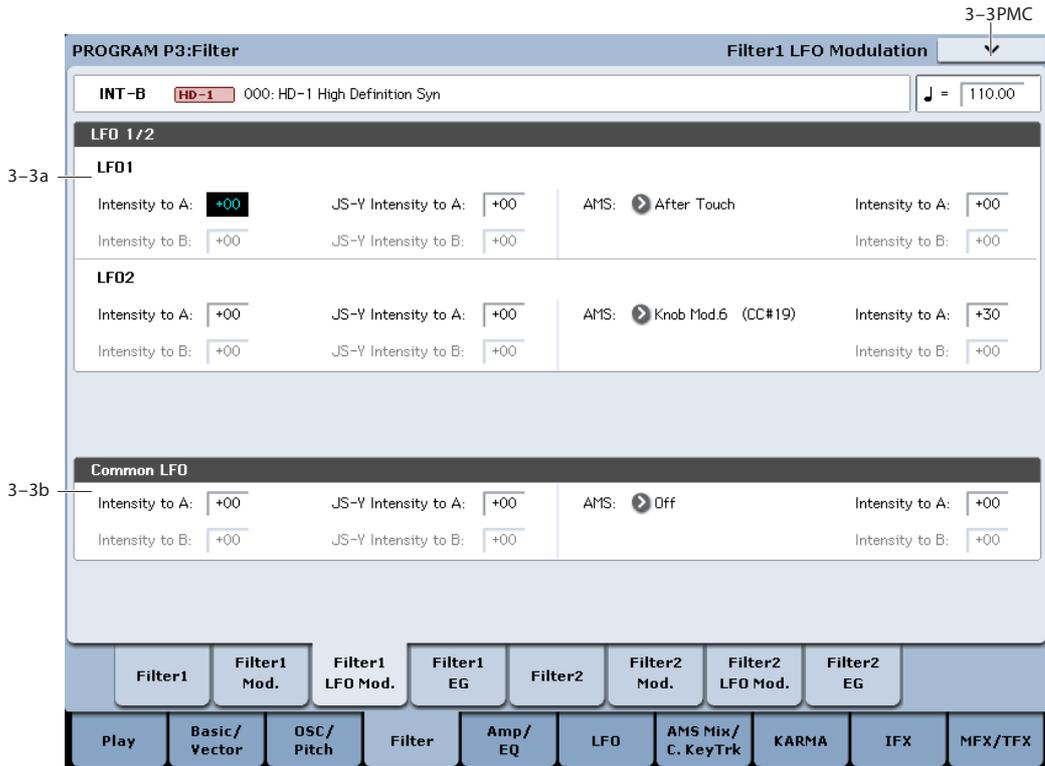 3–3PMC
PROGRAM P3:Filter Filter1 LFO Modulation
INT-B HD-1 000: HD-1 High Definition Syn ♩ = 110.00
LFO 1/2
3–3a
LFO1
Intensity to A: +00 JS-Y Intensity to A: +00 AMS: After Touch Intensity to A: +00
Intensity to B: +00 JS-Y Intensity to B: +00 Intensity to B: +00
LFO2
Intensity to A: +00 JS-Y Intensity to A: +00 AMS: Knob Mod.6 (CC#19) Intensity to A: +30
Intensity to B: +00 JS-Y Intensity to B: +00 Intensity to B: +00
Common LFO
3–3b
Intensity to A: +00 JS-Y Intensity to A: +00 AMS: Off Intensity to A: +00
Intensity to B: +00 JS-Y Intensity to B: +00 Intensity to B: +00
Filter1
Filter1
Mod.
Filter1
LFO Mod.
Filter1
EG
Filter2
Filter2
Mod.
Filter2
LFO Mod.
Filter2
EG
Play
Basic/
Vector
OSC/
Pitch
Filter
Amp/
EQ
LFO
AMS Mix/
C. KeyTrk
KARMA
IFX
MFX/TFX